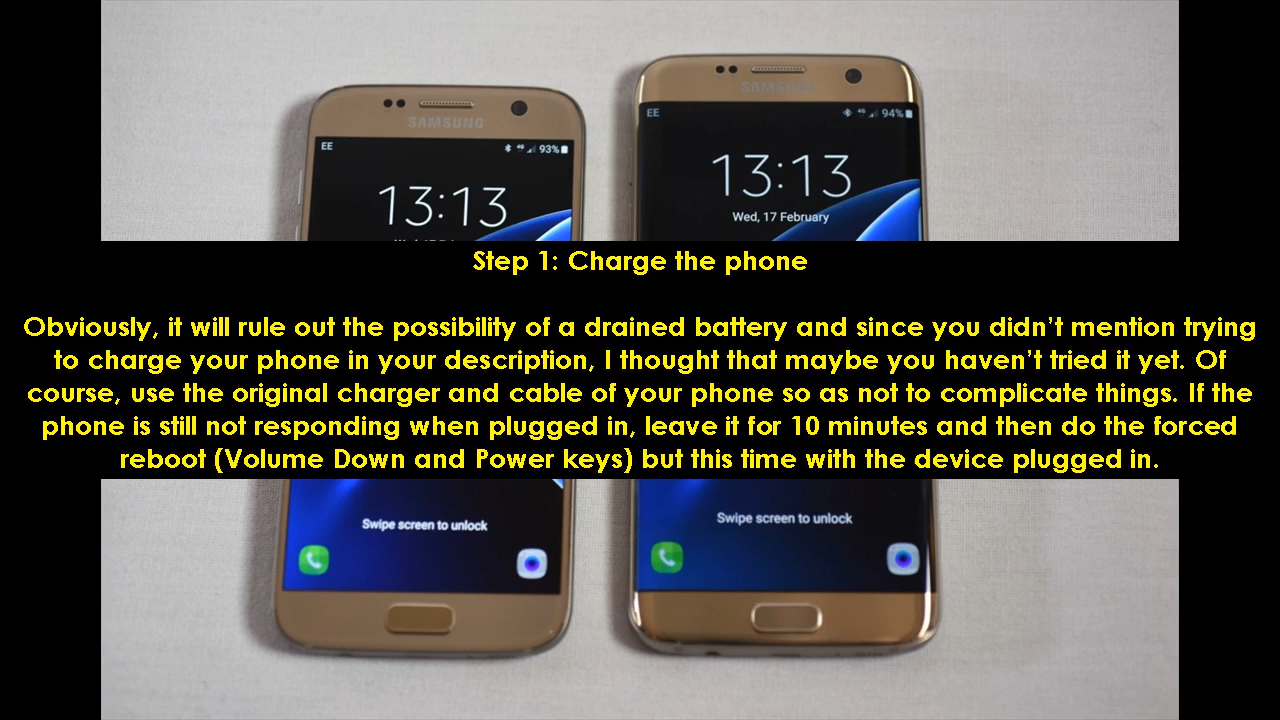 SAMSUNG
SAMSUNG
EE 94%
13:13
Wed, 17 February
EE 93%
13:13
Step 1: Charge the phone
Obviously, it will rule out the possibility of a drained battery and since you didn’t mention trying
to charge your phone in your description, I thought that maybe you haven’t tried it yet. Of
course, use the original charger and cable of your phone so as not to complicate things. If the
phone is still not responding when plugged in, leave it for 10 minutes and then do the forced
reboot (Volume Down and Power keys) but this time with the device plugged in.
Swipe screen to unlock
Swipe screen to unlock